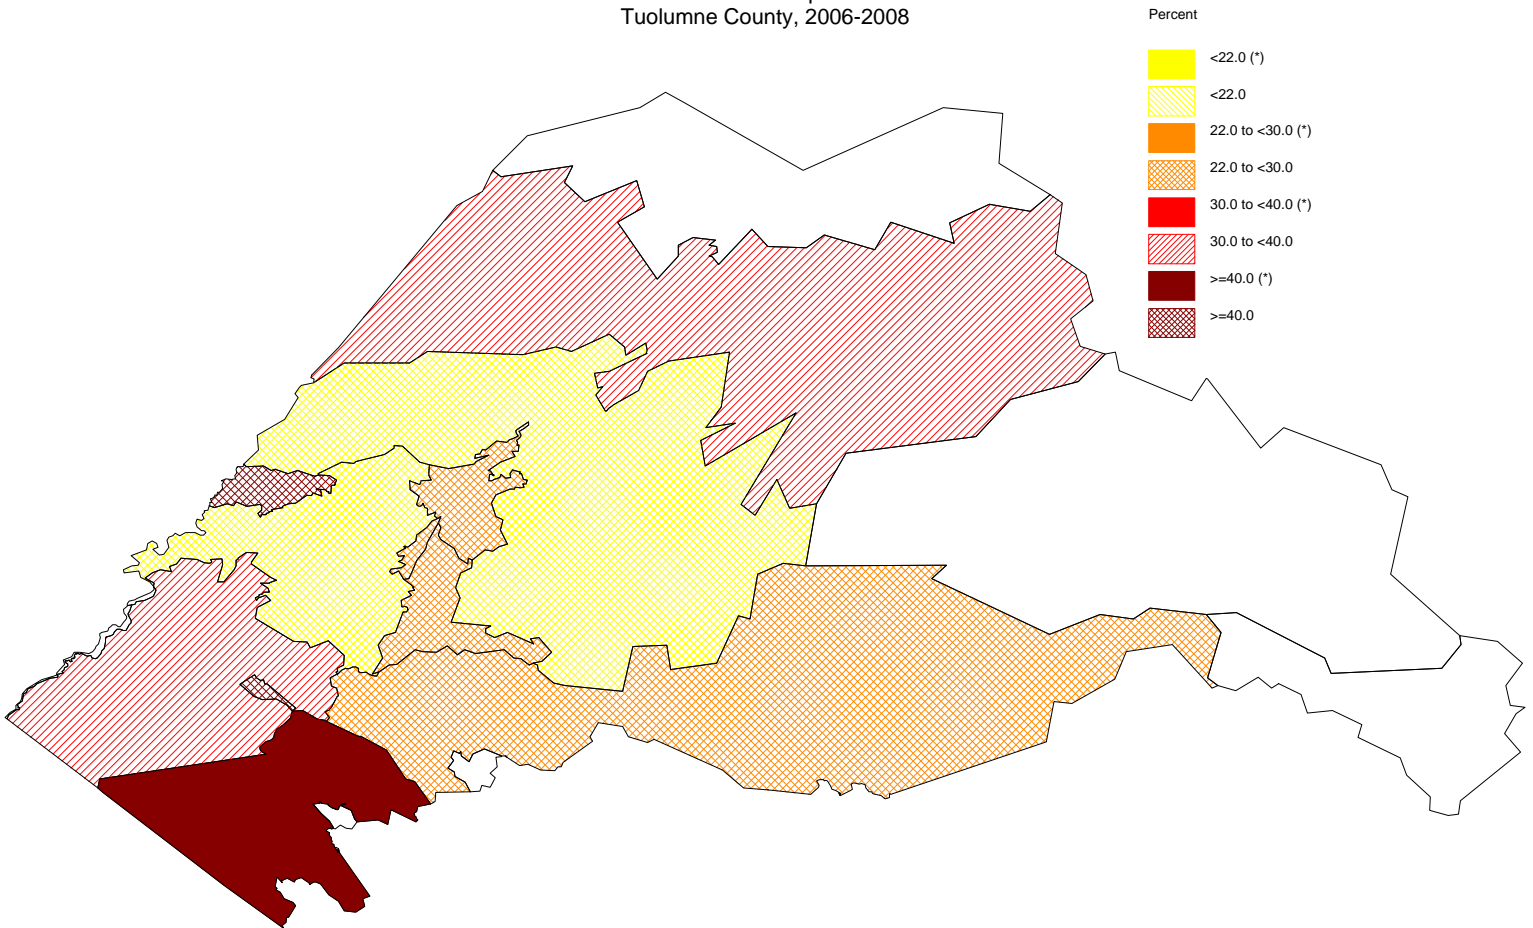 Tuolumne County, 2006-2008
Percent
<22.0 (*)
<22.0
22.0 to <30.0 (*)
22.0 to <30.0
30.0 to <40.0 (*)
30.0 to <40.0
>=40.0 (*)
>=40.0